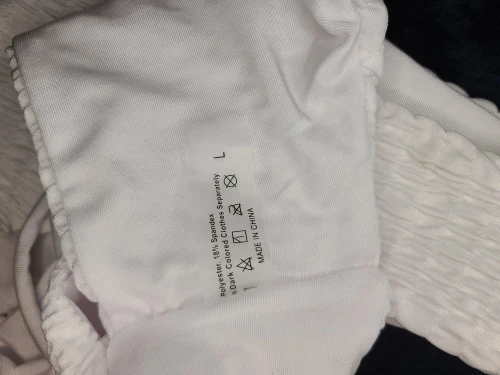 L
Polyester, 18% Spandex
Dark Colored Clothes Separately
MADE IN CHINA